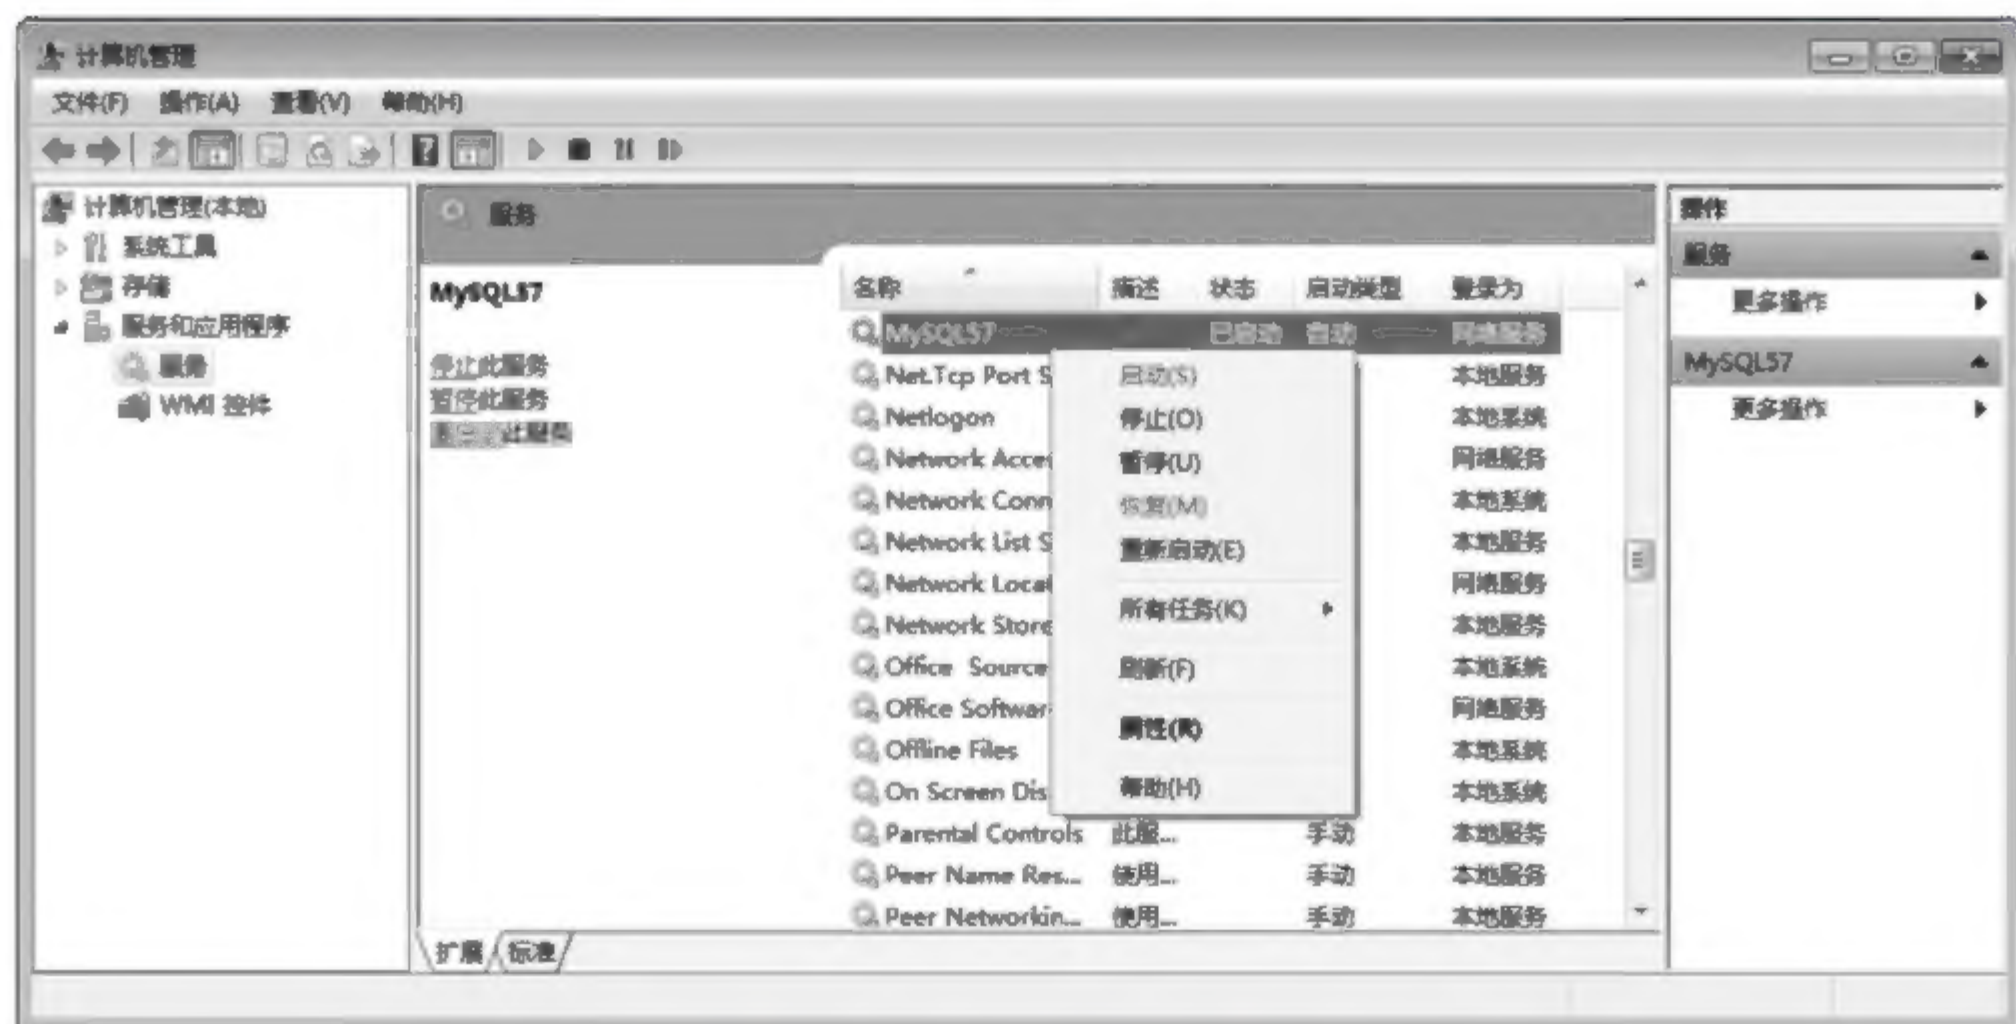 计算机管理
文件(F) 操作(A) 查看(V) 帮助(H)
计算机管理(本地)
系统工具
存储
服务和应用程序
服务
WMI 控件
服务
MySQL57
停止此服务
暂停此服务
重启动此服务
名称 描述 状态 启动类型 登录为
MySQL57 已启动 自动 网络服务
Net.Tcp Port S 本地服务
Netlogon 本地系统
Network Acce 网络服务
Network Conn 本地系统
Network List S 本地服务
Network Locat 网络服务
Network Store 本地服务
Office Source 本地系统
Office Softwar 网络服务
Offline Files 本地系统
On Screen Dis 本地系统
Parental Controls 此服... 手动 本地服务
Peer Name Res... 使用... 手动 本地服务
Peer Networkin... 使用... 手动 本地服务
启动(S)
停止(O)
暂停(U)
恢复(M)
重新启动(E)
所有任务(K)
刷新(F)
属性(R)
帮助(H)
扩展 标准
操作
服务
更多操作
MySQL57
更多操作